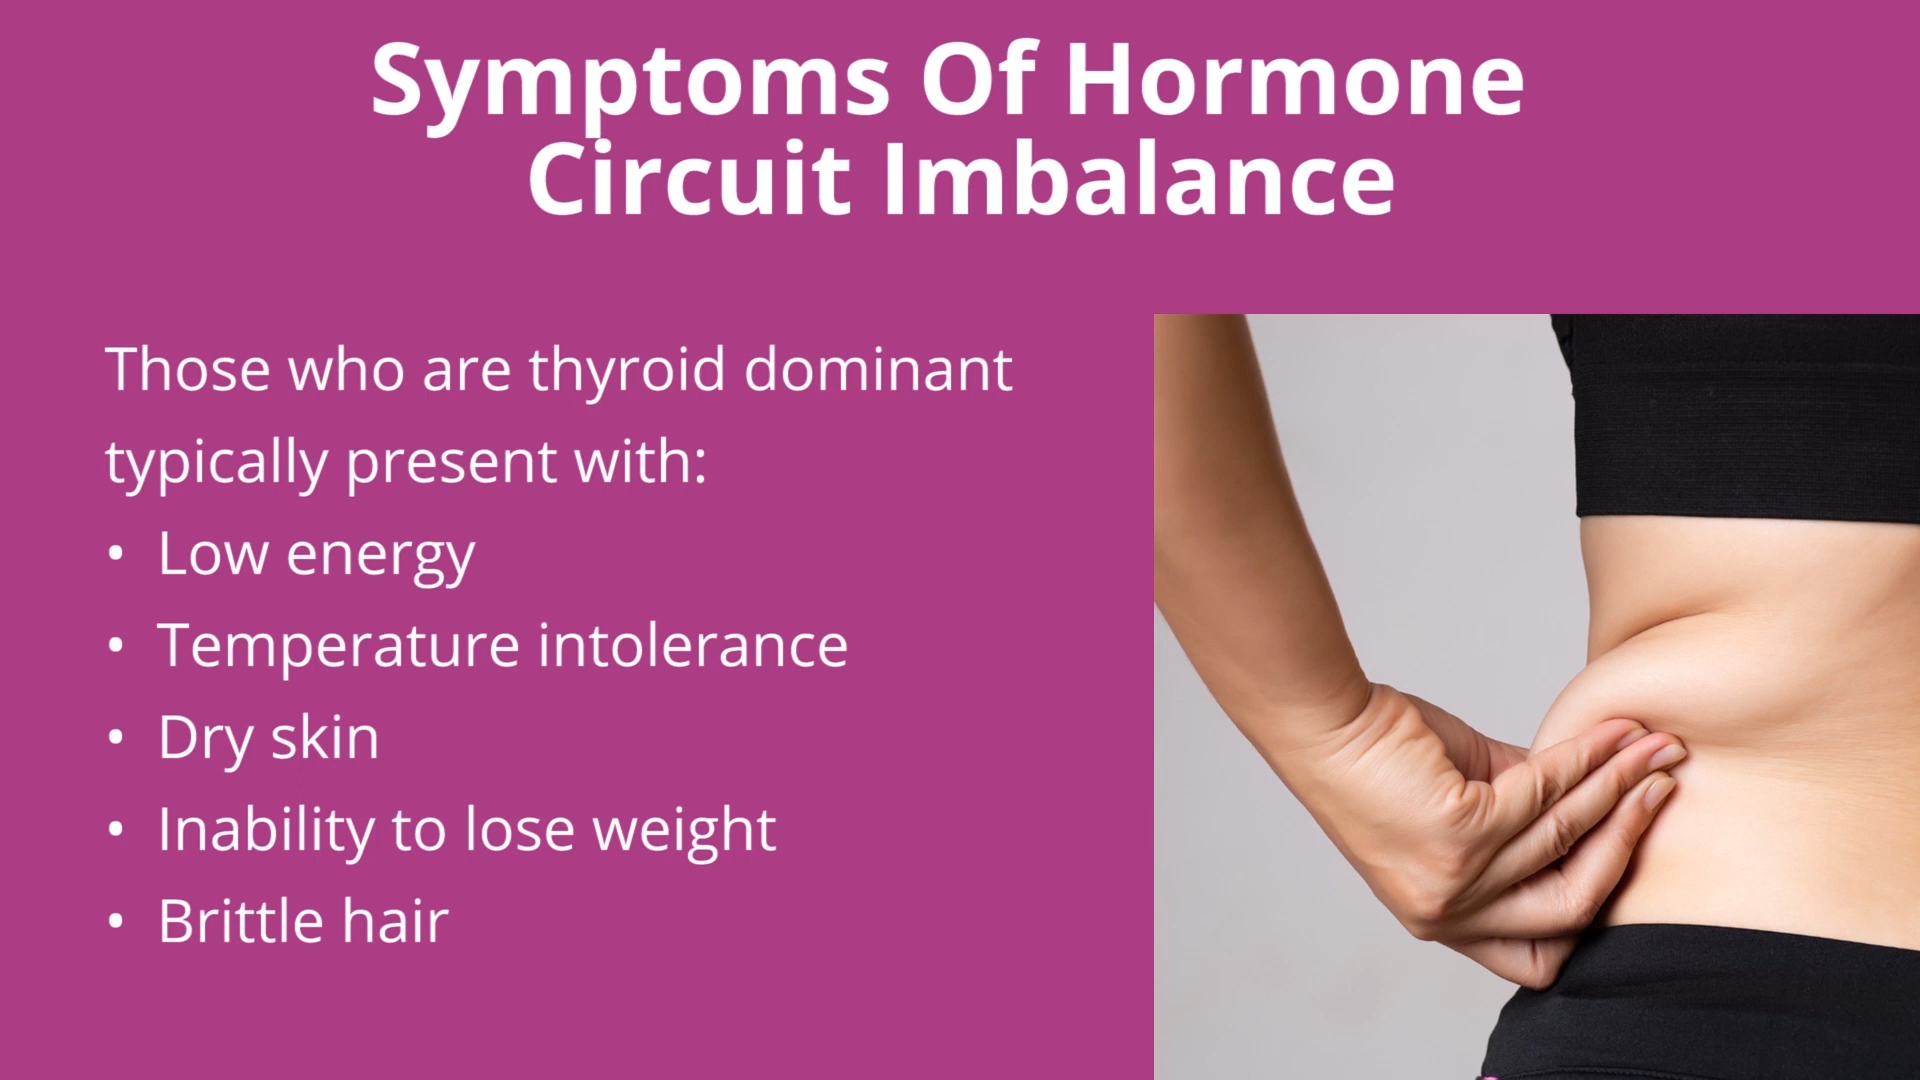 Symptoms Of Hormone
Circuit Imbalance
Those who are thyroid dominant
typically present with:
• Low energy
• Temperature intolerance
• Dry skin
• Inability to lose weight
• Brittle hair